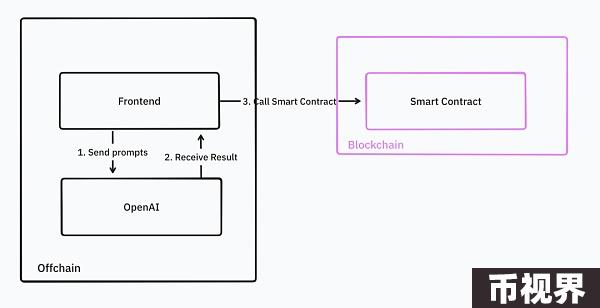 Frontend
3. Call Smart Contract
Smart Contract
1. Send prompts
2. Receive Result
Blockchain
OpenAI
Offchain
币视界